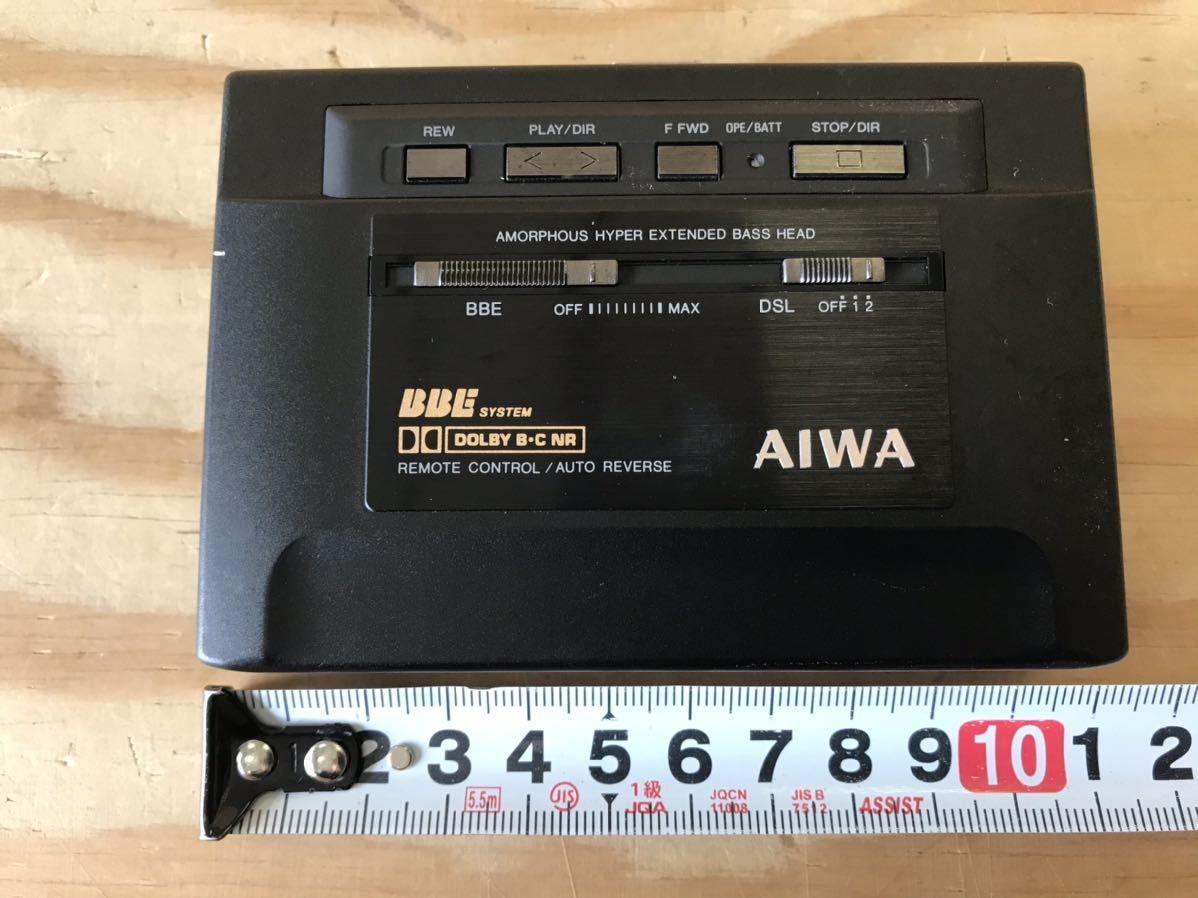 REW PLAY/DIR F FWD OPE/BATT STOP/DIR
AMORPHOUS HYPER EXTENDED BASS HEAD
BBE OFF MAX DSL OFF 1 2
BBE SYSTEM
DOLBY B·C NR
REMOTE CONTROL / AUTO REVERSE
AIWA
2 3 4 5 6 7 8 9 10 1 2
5.5m JIS 1級 JQA JQCN 11008 JIS B 7512 ASSIST